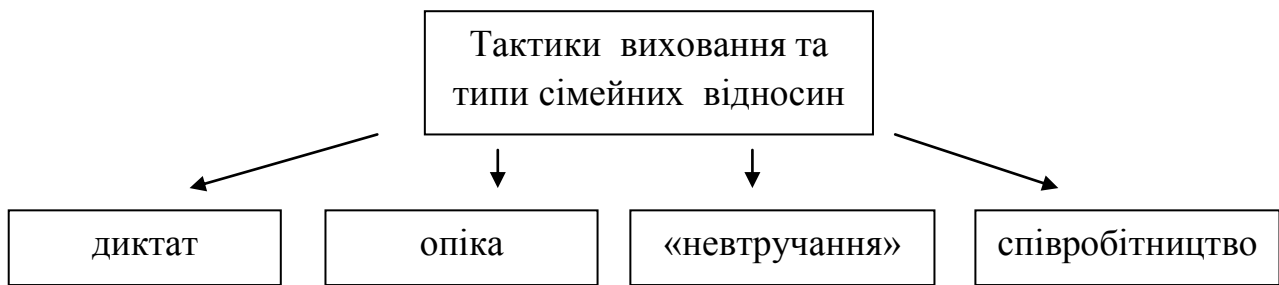 Тактики виховання та
типи сімейних відносин
диктат
опіка
«невтручання»
співробітництво